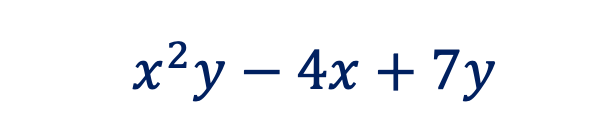 x²y − 4x + 7y